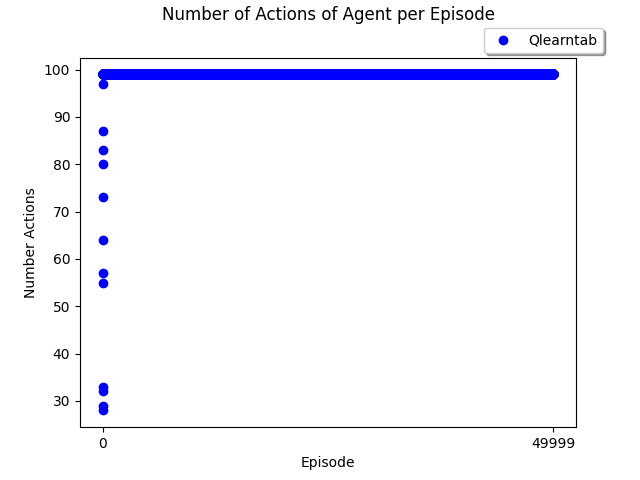 Number of Actions of Agent per Episode
Qlearntab
100
90
80
70
60
50
40
30
Number Actions
0
49999
Episode